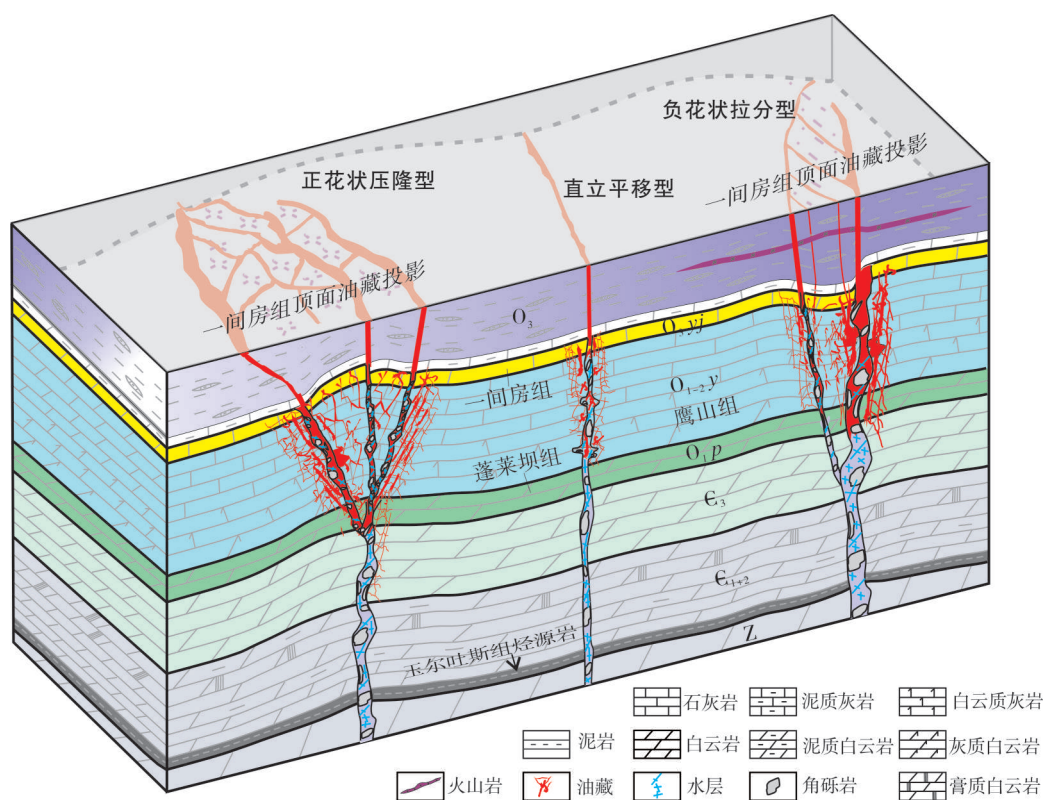 负花状拉分型
正花状压隆型
直立平移型
一间房组顶面油藏投影
一间房组顶面油藏投影
O₃
O₂yj
一间房组
O₁₋₂y
鹰山组
蓬莱坝组
O₁p
Є₃
Є₁₊₂
Z
玉尔吐斯组烃源岩
石灰岩
泥质灰岩
白云质灰岩
泥岩
白云岩
泥质白云岩
灰质白云岩
火山岩
油藏
水层
角砾岩
膏质白云岩